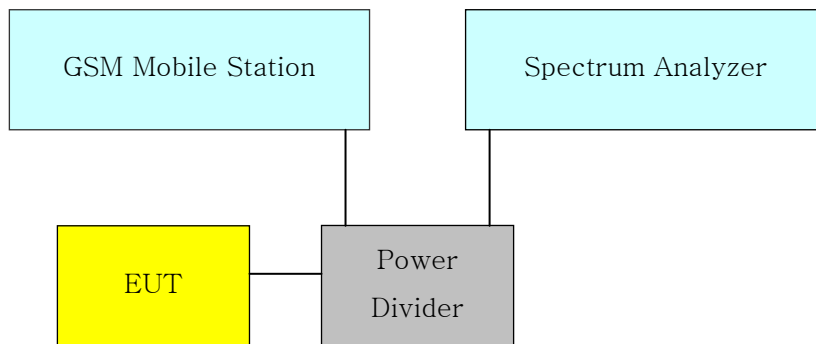 GSM Mobile Station
Spectrum Analyzer
EUT
Power
Divider